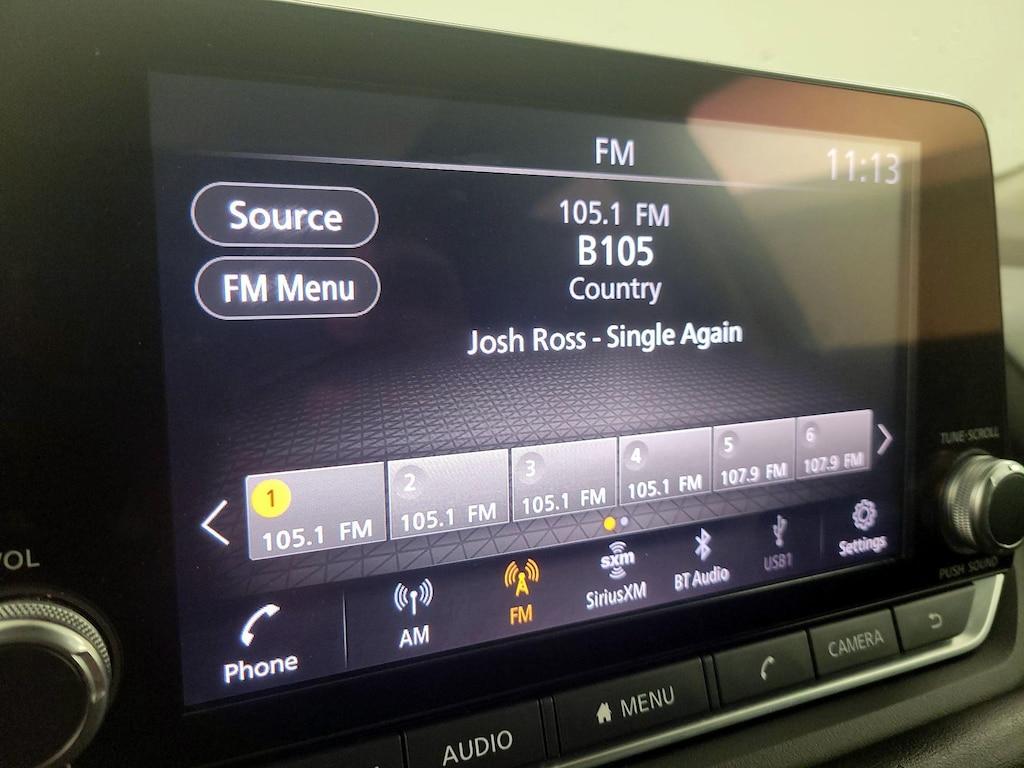 FM
11:13
Source
105.1 FM
B105
FM Menu
Country
Josh Ross - Single Again
1
105.1 FM
2
105.1 FM
3
105.1 FM
4
105.1 FM
5
107.9 FM
6
107.9 FM
TUNE·SCROLL
VOL
Phone
AM
FM
sxm
SiriusXM
BT Audio
USB1
Settings
PUSH SOUND
AUDIO
MENU
CAMERA